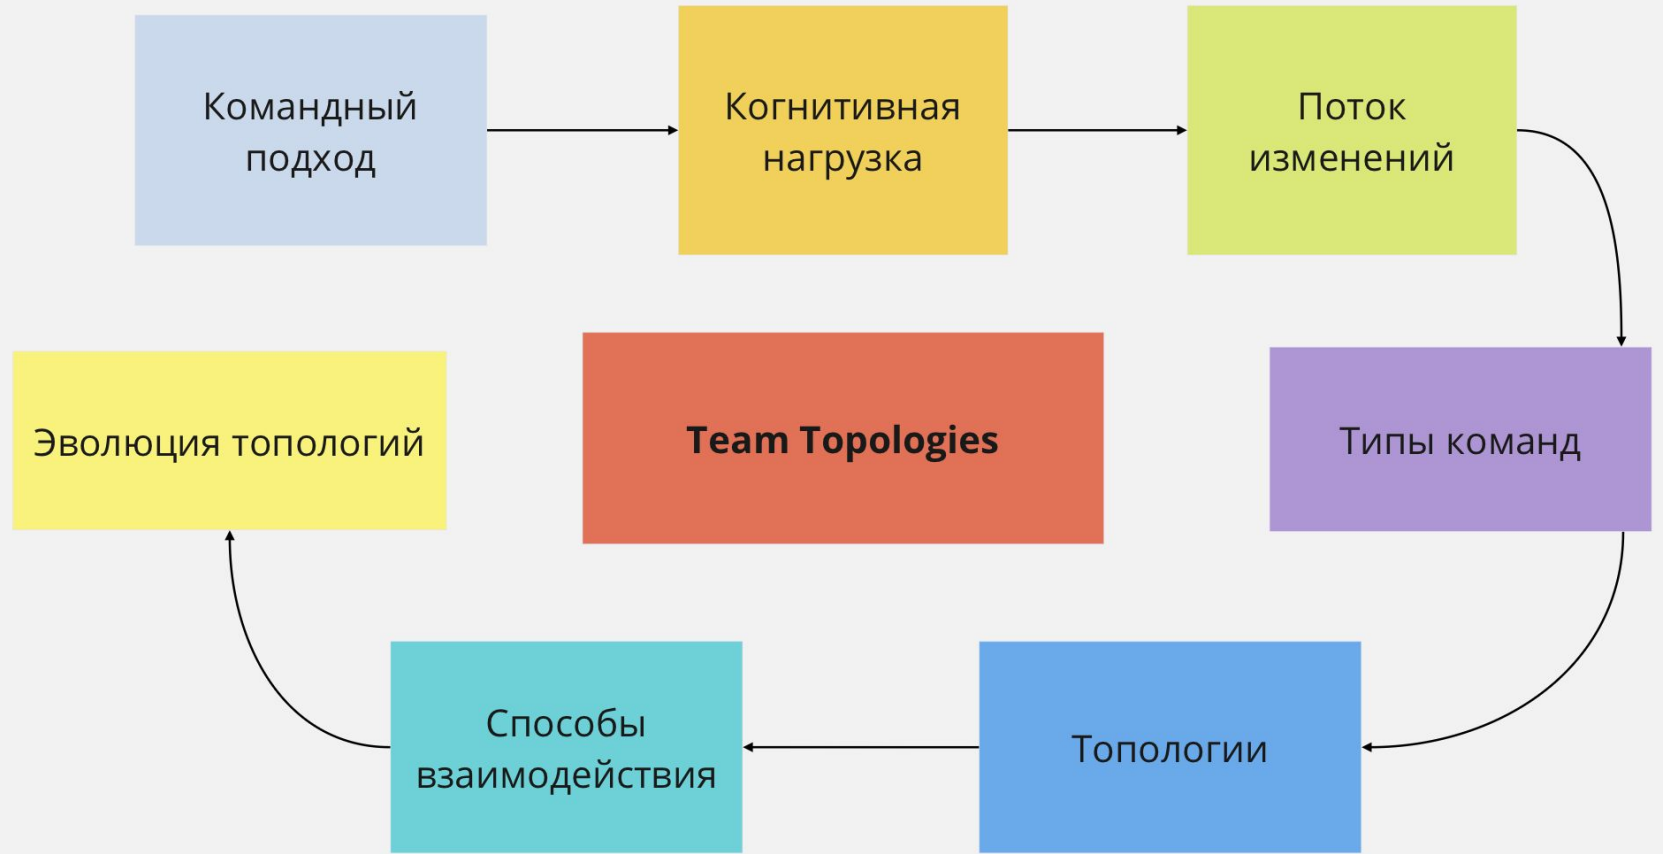 Командный
подход
Когнитивная
нагрузка
Поток
изменений
Эволюция топологий
Team Topologies
Типы команд
Способы
взаимодействия
Топологии